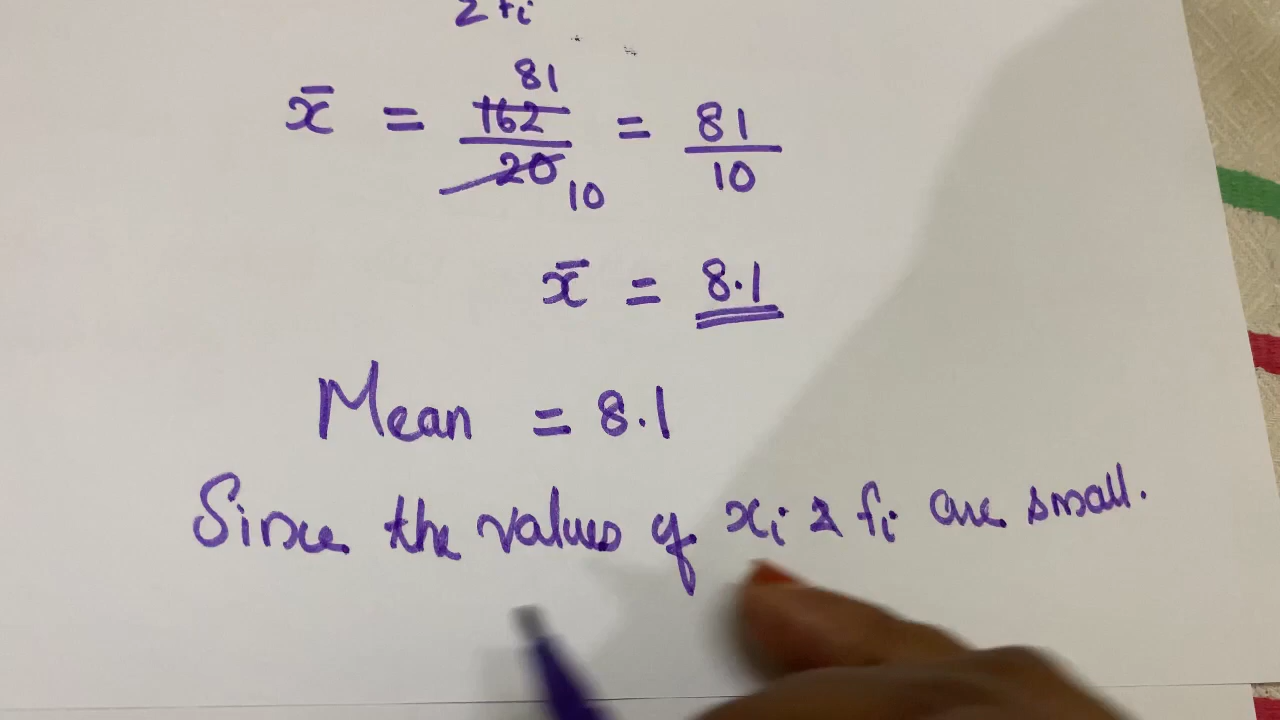 Σ fi
81
x̄ = 162/20 = 81/10
10
x̄ = 8.1
Mean = 8.1
Since the values of xi & fi are small.